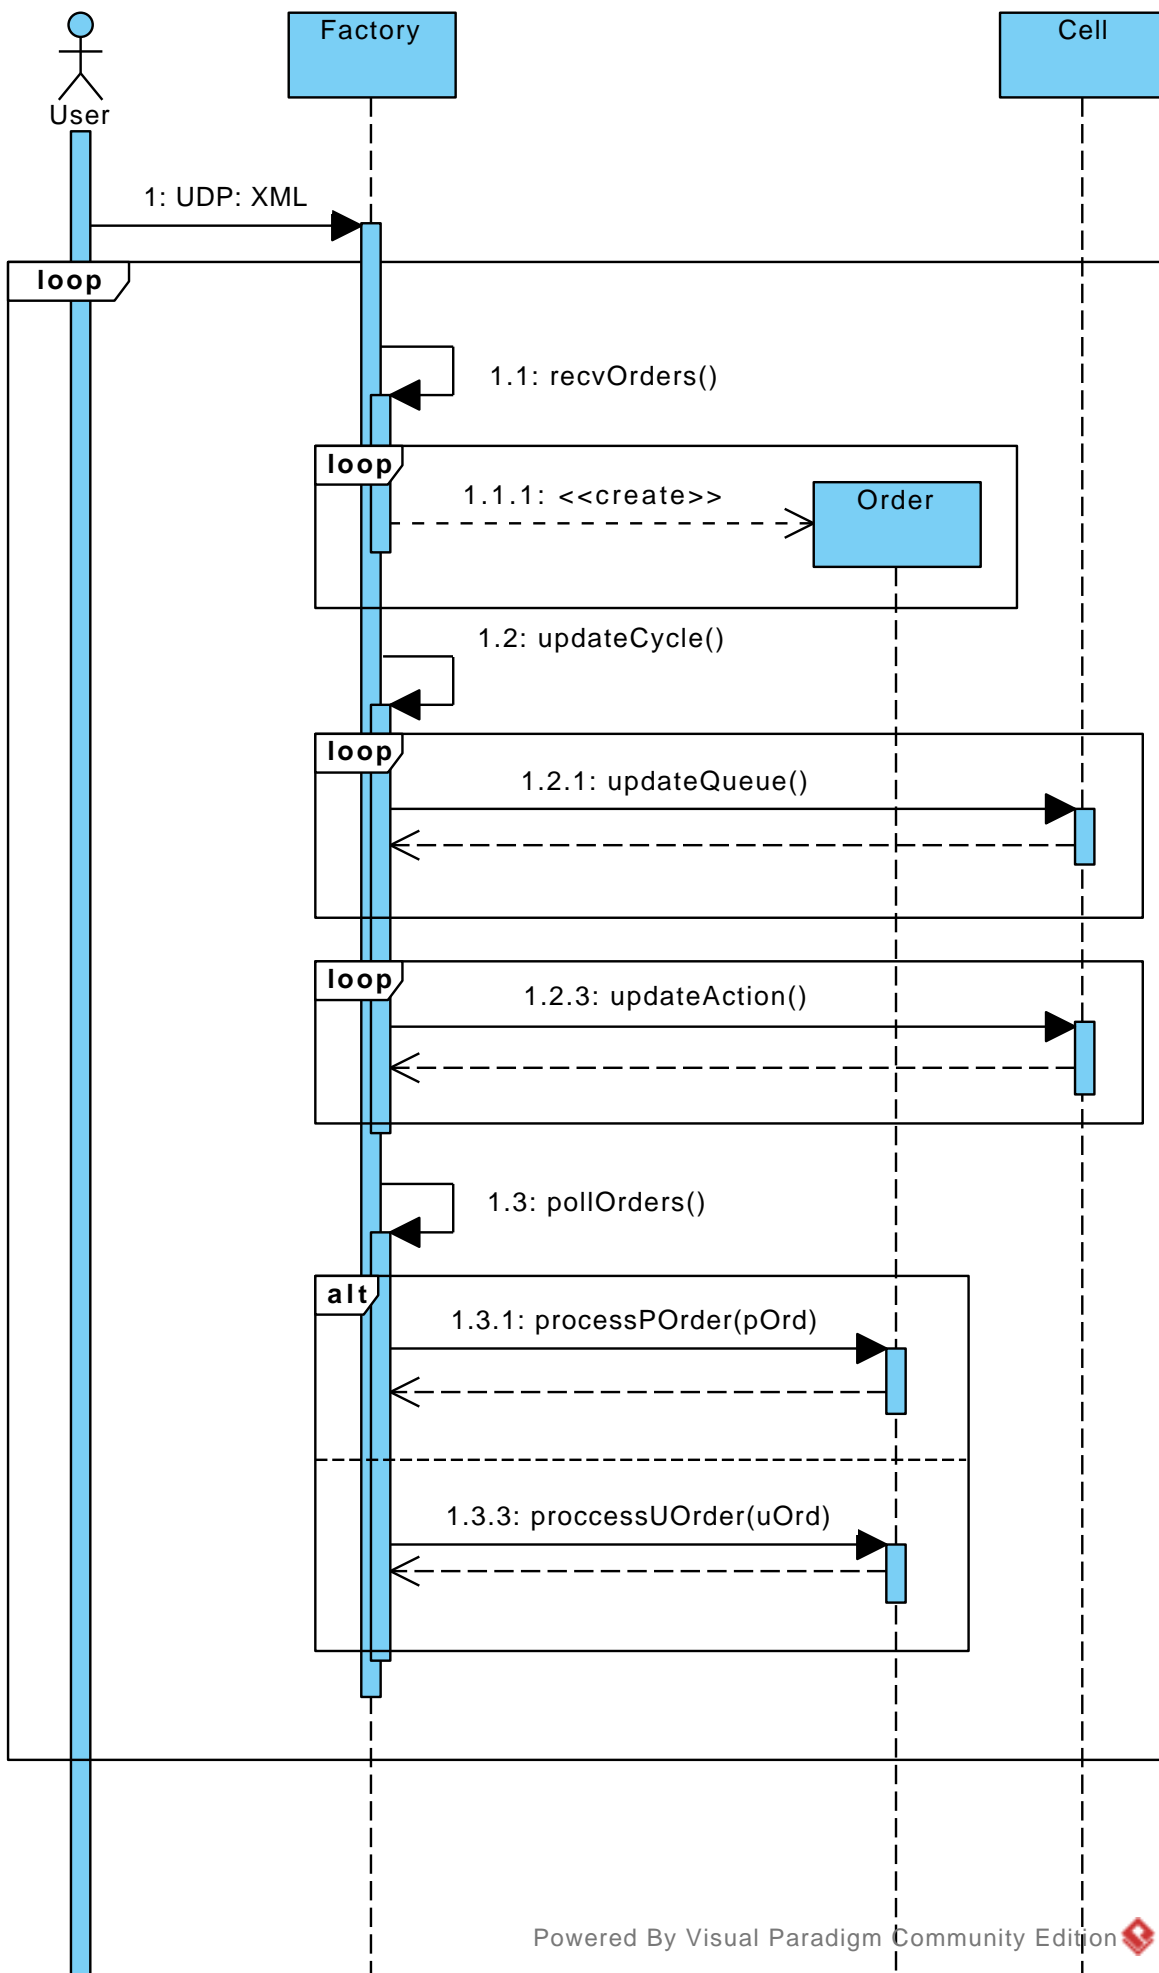 Factory
Cell
User
1: UDP: XML
loop
1.1: recvOrders()
loop
1.1.1: <<create>>
Order
1.2: updateCycle()
loop
1.2.1: updateQueue()
loop
1.2.3: updateAction()
1.3: pollOrders()
alt
1.3.1: processPOrder(pOrd)
1.3.3: proccessUOrder(uOrd)
Powered By Visual Paradigm Community Edition